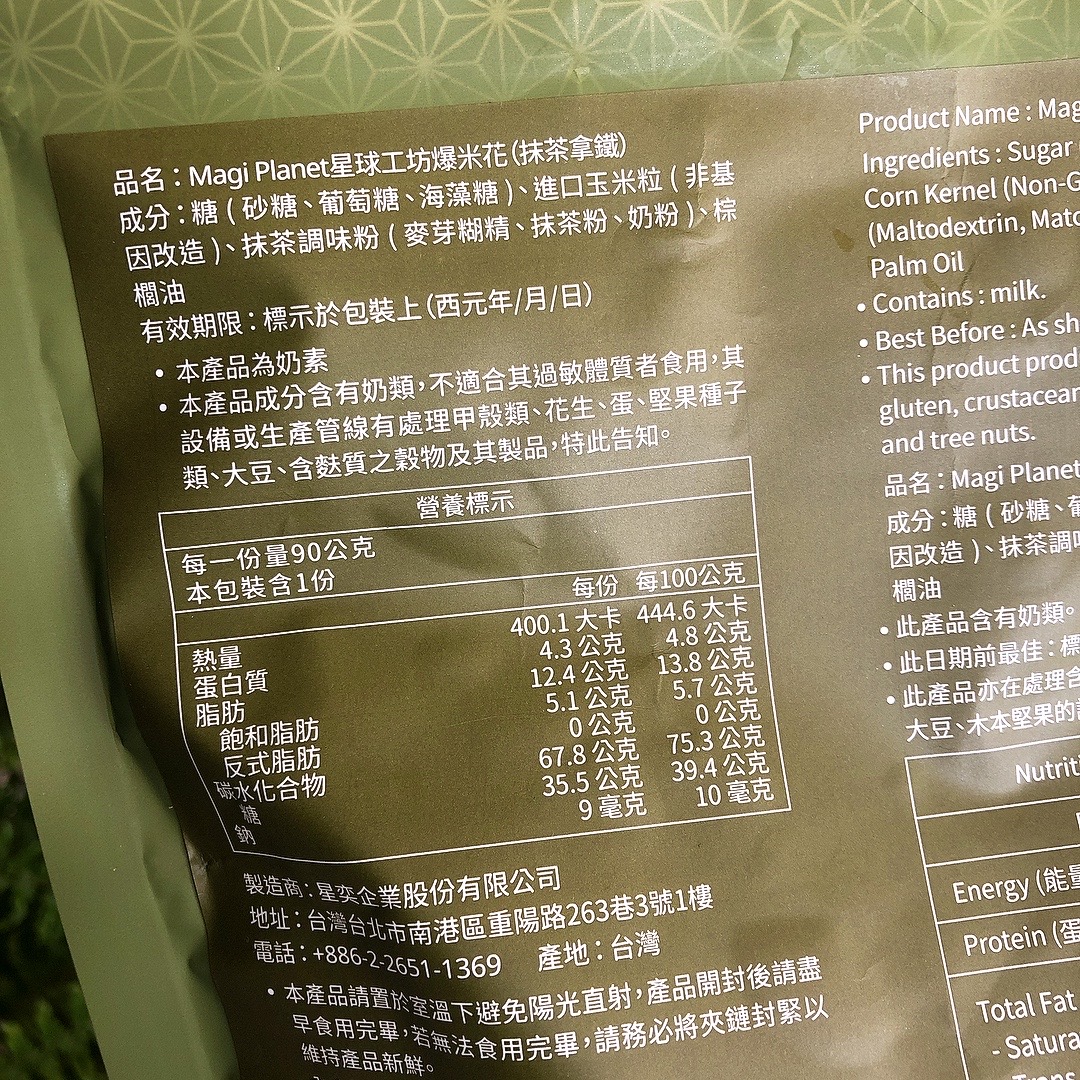 品名：Magi Planet星球工坊爆米花（抹茶拿鐵）
成分：糖（砂糖、葡萄糖、海藻糖）、進口玉米粒（非基
因改造）、抹茶調味粉（麥芽糊精、抹茶粉、奶粉）、棕
櫚油
有效期限：標示於包裝上（西元年/月/日）
• 本產品為奶素
• 本產品成分含有奶類，不適合其過敏體質者食用，其
設備或生產管線有處理甲殼類、花生、蛋、堅果種子
類、大豆、含麩質之穀物及其製品，特此告知。
營養標示
每一份量90公克
本包裝含1份
每份 每100公克
熱量 400.1 大卡 444.6 大卡
蛋白質 4.3 公克 4.8 公克
脂肪 12.4 公克 13.8 公克
飽和脂肪 5.1 公克 5.7 公克
反式脂肪 0 公克 0 公克
碳水化合物 67.8 公克 75.3 公克
糖 35.5 公克 39.4 公克
鈉 9 毫克 10 毫克
製造商：星奕企業股份有限公司
地址：台灣台北市南港區重陽路263巷3號1樓
電話：+886-2-2651-1369 產地：台灣
• 本產品請置於室溫下避免陽光直射，產品開封後請盡
早食用完畢，若無法食用完畢，請務必將夾鏈封緊以
維持產品新鮮。
Product Name : Mag
Ingredients : Sugar
Corn Kernel (Non-G
(Maltodextrin, Matc
Palm Oil
• Contains : milk.
• Best Before : As sh
• This product prod
gluten, crustacear
and tree nuts.
品名：Magi Planet
成分：糖（砂糖、葡
因改造）、抹茶調
櫚油
• 此產品含有奶類。
• 此日期前最佳：標
• 此產品亦在處理含
大豆、木本堅果的
Nutriti
Energy (能量
Protein (蛋
Total Fat
- Satura
- Trans